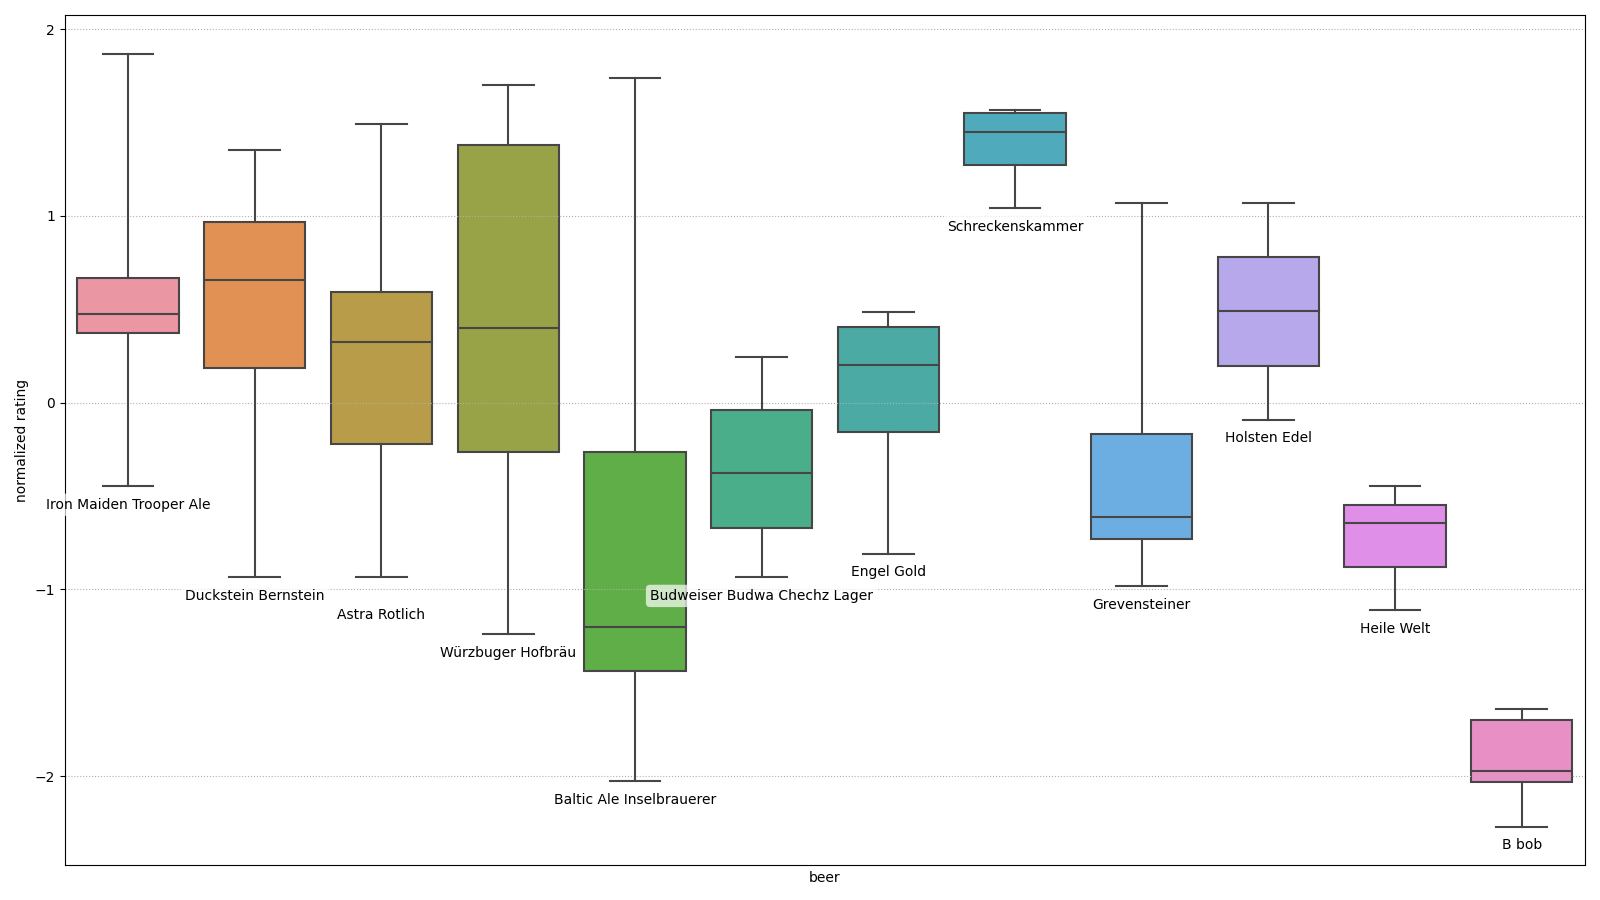 2
1
0
−1
−2
normalized rating
Schreckenskammer
Holsten Edel
Iron Maiden Trooper Ale
Engel Gold
Duckstein Bernstein
Budweiser Budwa Chechz Lager
Grevensteiner
Astra Rotlich
Heile Welt
Würzbuger Hofbräu
Baltic Ale Inselbrauerer
B bob
beer